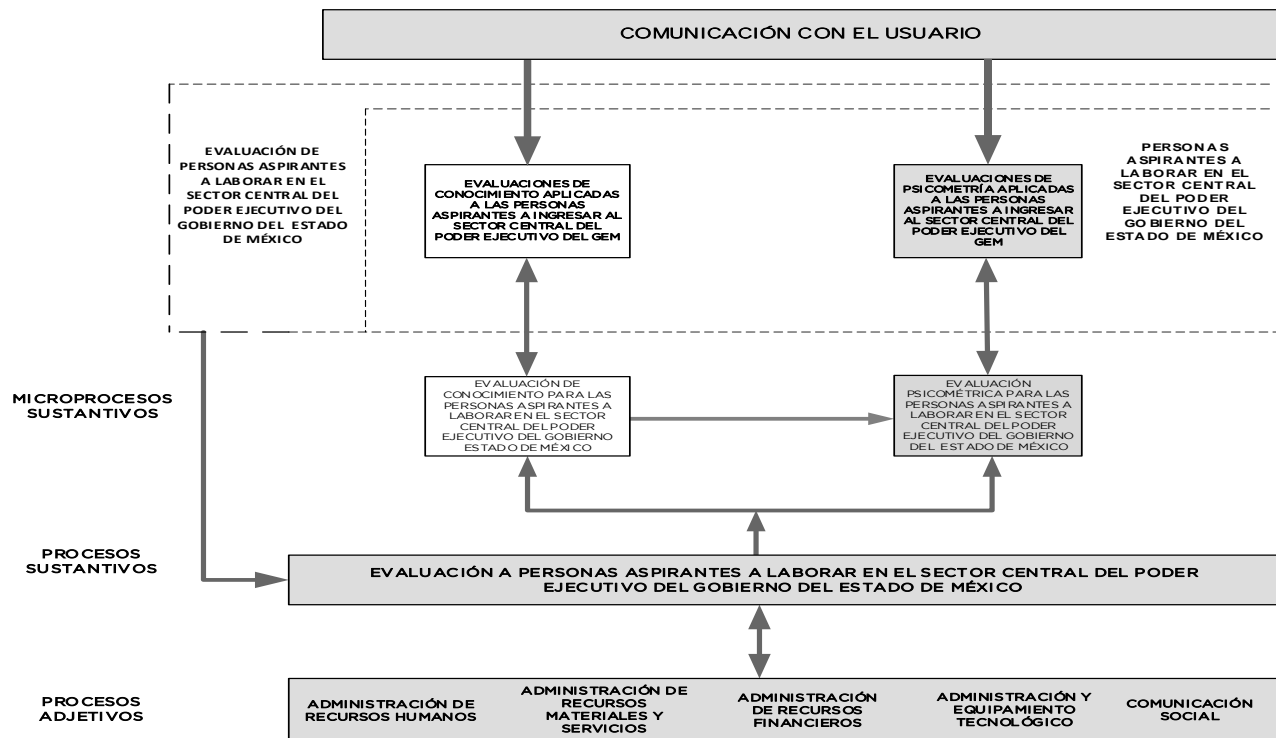 COMUNICACIÓN CON EL USUARIO
EVALUACIÓN DE
PERSONAS ASPIRANTES
A LABORAR EN EL
SECTOR CENTRAL DEL
PODER EJECUTIVO DEL
GOBIERNO DEL ESTADO
DE MÉXICO
EVALUACIONES DE
CONOCIMIENTO APLICADAS
A LAS PERSONAS
ASPIRANTES A INGRESAR AL
SECTOR CENTRAL DEL
PODER EJECUTIVO DEL GEM
EVALUACIONES DE
PSICOMETRÍA APLICADAS
A LAS PERSONAS
ASPIRANTES A INGRESAR
AL SECTOR CENTRAL DEL
PODER EJECUTIVO DEL
GEM
PERSONAS
ASPIRANTES A
LABORAR EN EL
SECTOR CENTRAL
DEL PODER
EJECUTIVO DEL
GOBIERNO DEL
ESTADO DE MÉXICO
MICROPROCESOS
SUSTANTIVOS
EVALUACIÓN DE
CONOCIMIENTO PARA LAS
PERSONAS ASPIRANTES A
LABORAR EN EL SECTOR
CENTRAL DEL PODER
EJECUTIVO DEL GOBIERNO
ESTADO DE MÉXICO
EVALUACIÓN
PSICOMÉTRICA PARA LAS
PERSONAS ASPIRANTES A
LABORAR EN EL SECTOR
CENTRAL DEL PODER
EJECUTIVO DEL GOBIERNO
DEL ESTADO DE MÉXICO
PROCESOS
SUSTANTIVOS
EVALUACIÓN A PERSONAS ASPIRANTES A LABORAR EN EL SECTOR CENTRAL DEL PODER
EJECUTIVO DEL GOBIERNO DEL ESTADO DE MÉXICO
PROCESOS
ADJETIVOS
ADMINISTRACIÓN DE
RECURSOS HUMANOS
ADMINISTRACIÓN DE
RECURSOS
MATERIALES Y
SERVICIOS
ADMINISTRACIÓN
DE RECURSOS
FINANCIEROS
ADMINISTRACIÓN Y
EQUIPAMIENTO
TECNOLÓGICO
COMUNICACIÓN
SOCIAL